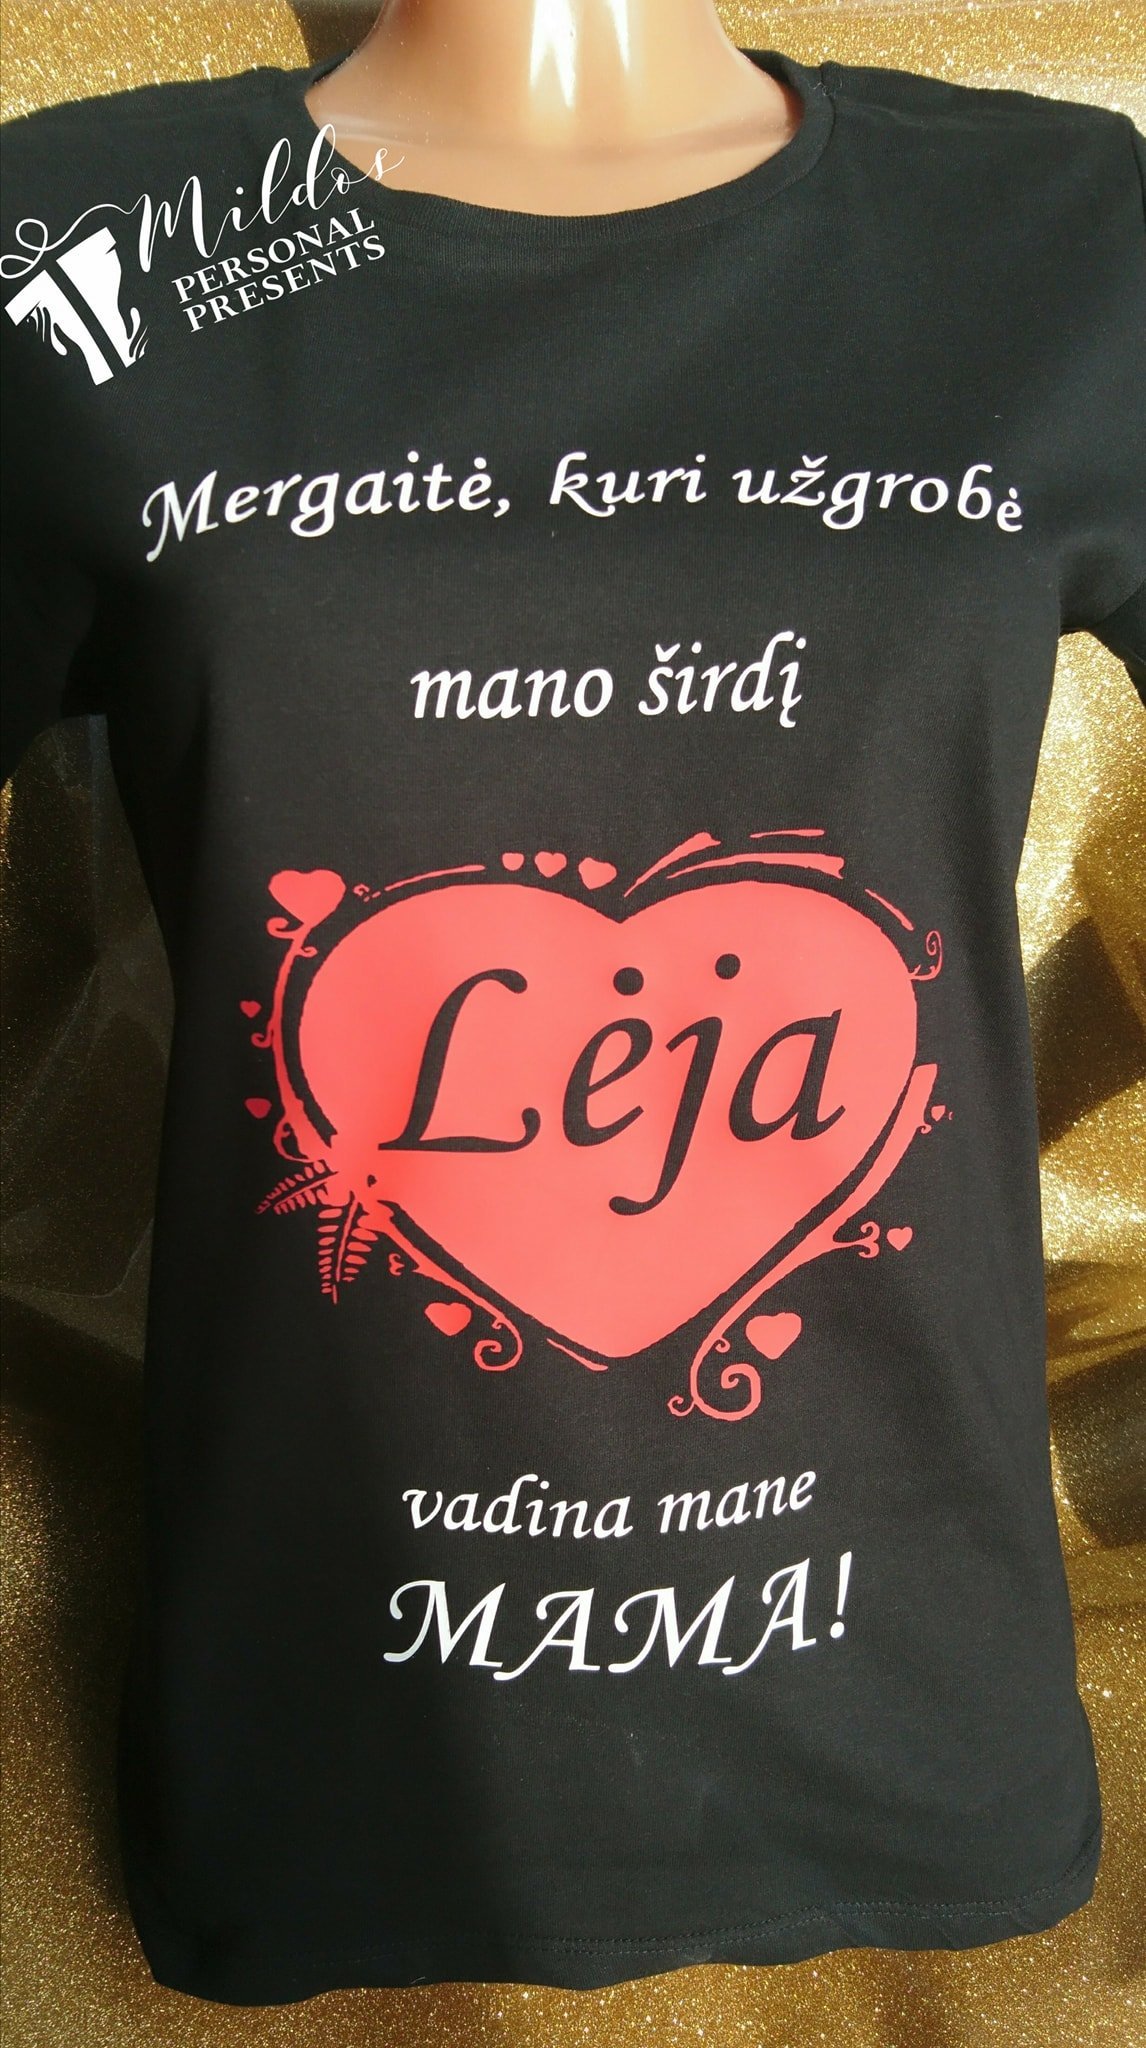 Mildos
PERSONAL
PRESENTS
Mergaitė, kuri užgrobė
mano širdį
Lėja
vadina mane
MAMA!